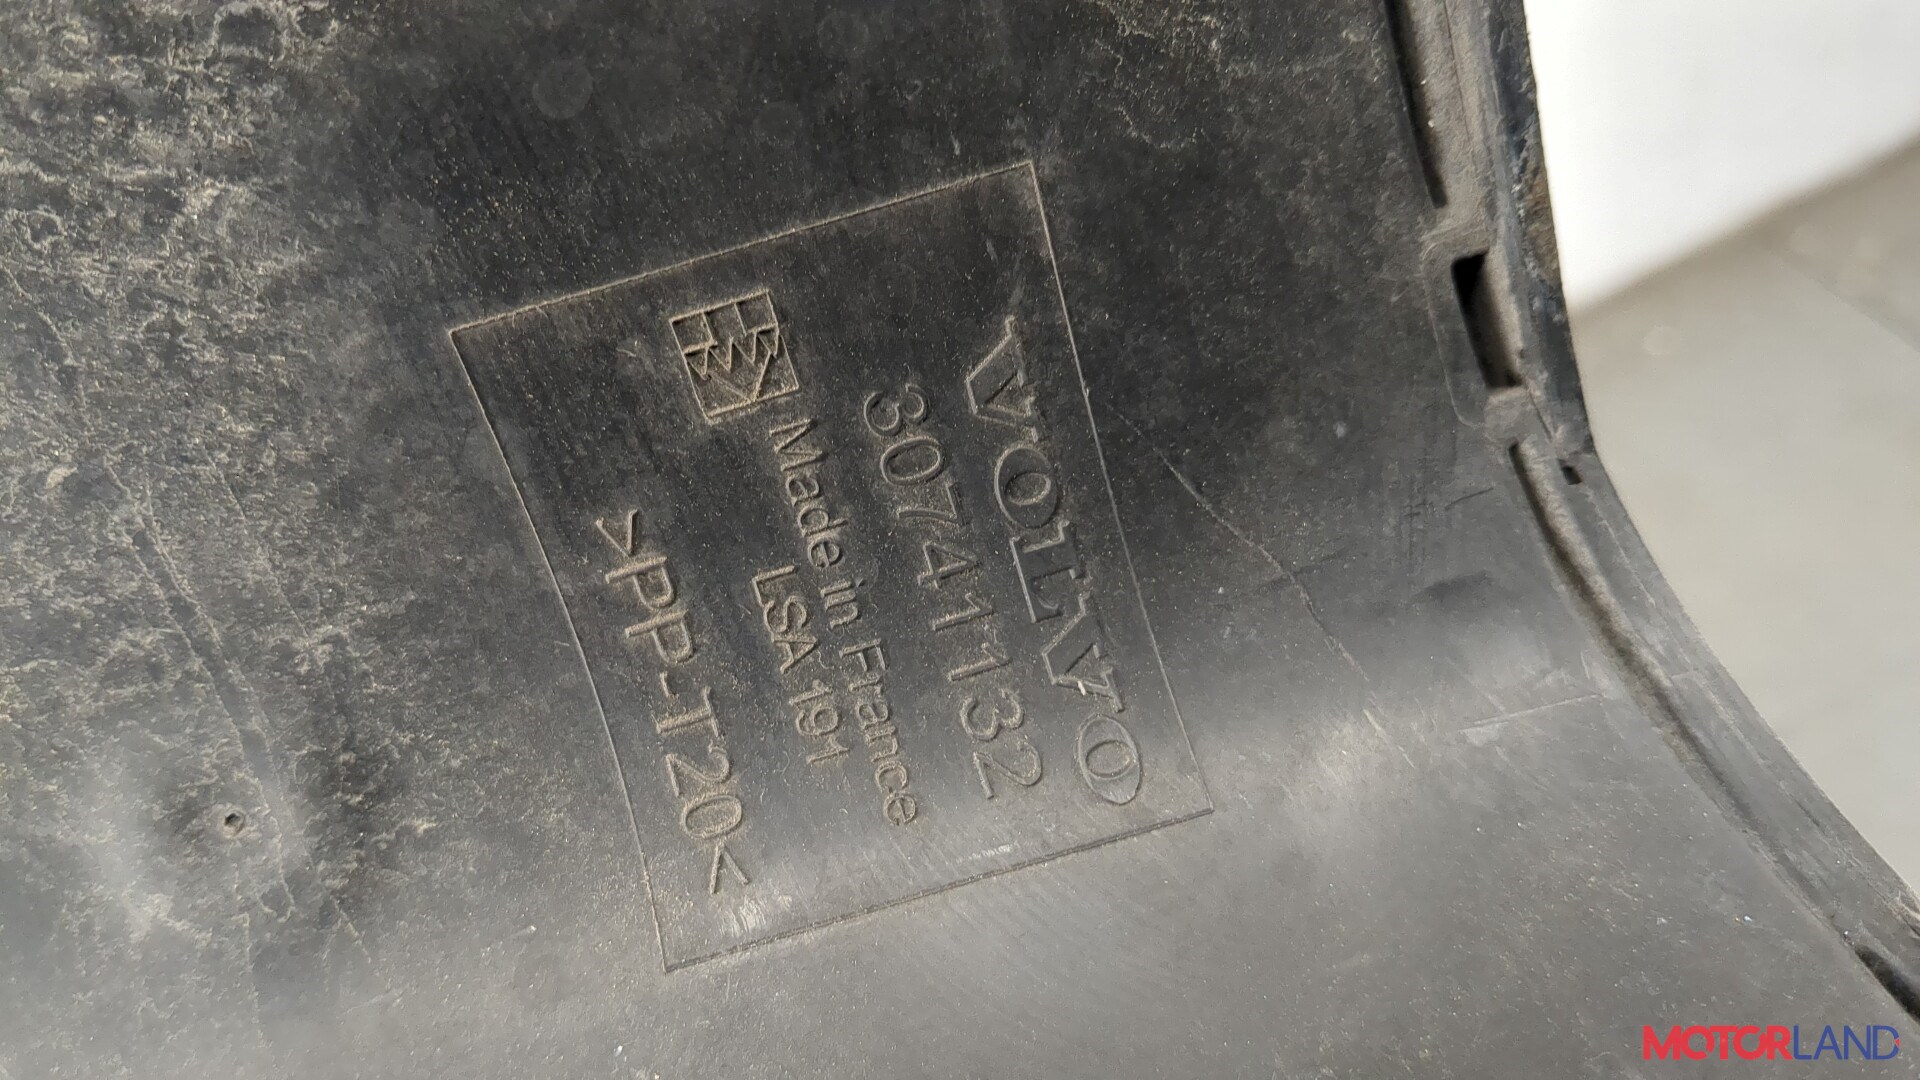 VOLVO
30741132
Made in France
LSA 191
>PP-T20<
MOTORLAND